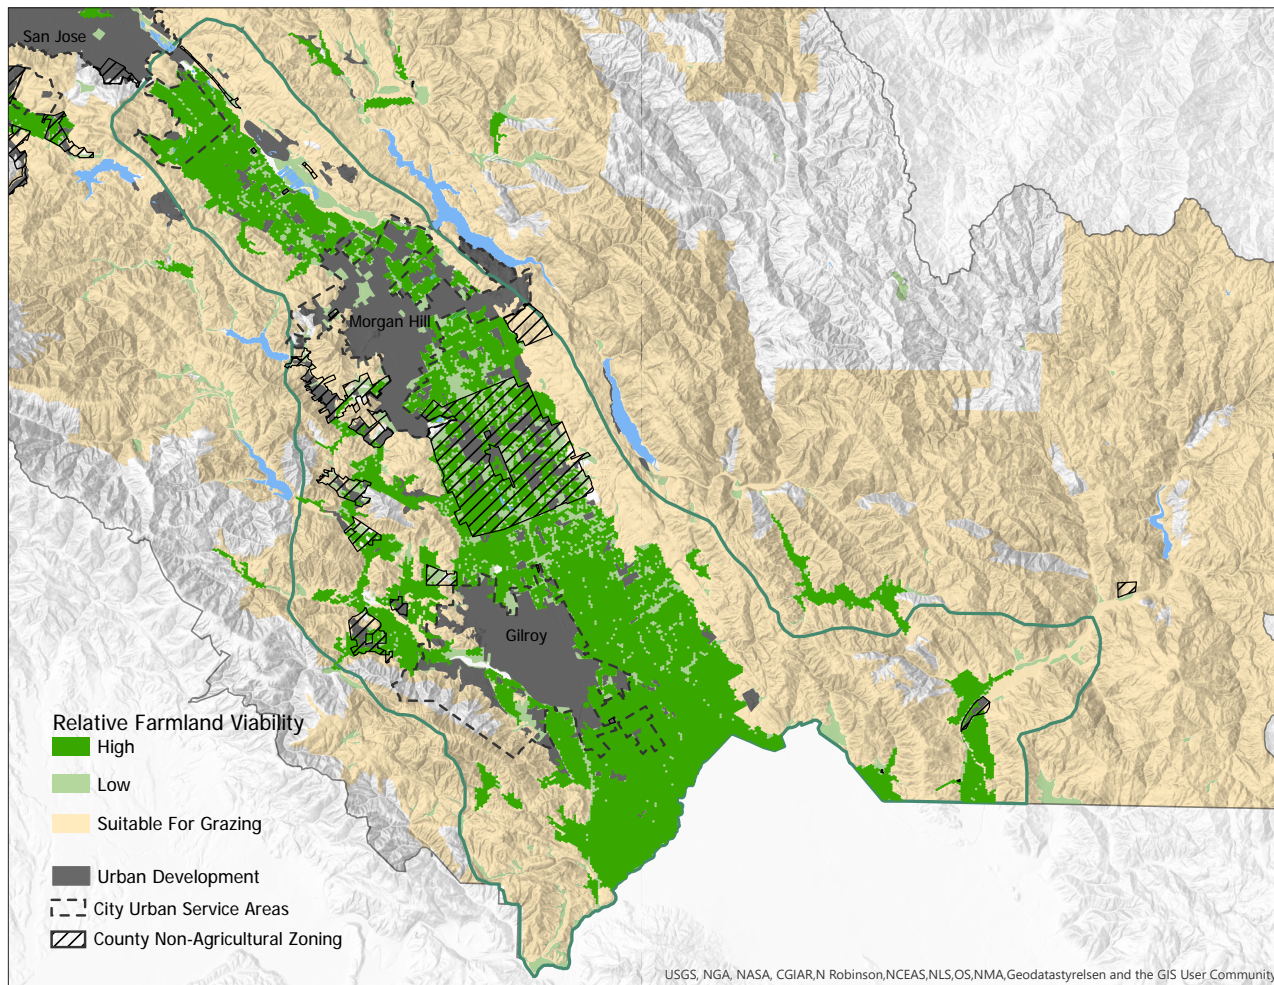 San Jose
Morgan Hill
Gilroy
Relative Farmland Viability
High
Low
Suitable For Grazing
Urban Development
City Urban Service Areas
County Non-Agricultural Zoning
USGS, NGA, NASA, CGIAR,N Robinson,NCEAS,NLS,OS,NMA,Geodatastyrelsen and the GIS User Community